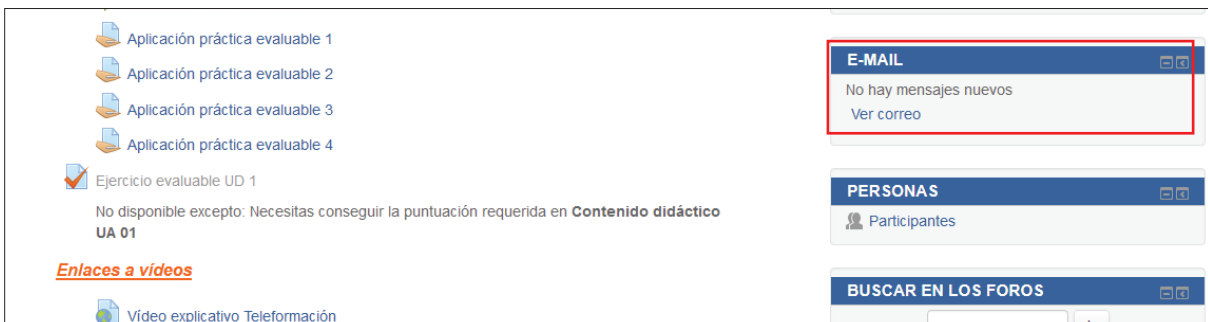 Aplicación práctica evaluable 1
Aplicación práctica evaluable 2
Aplicación práctica evaluable 3
Aplicación práctica evaluable 4
Ejercicio evaluable UD 1
No disponible excepto: Necesitas conseguir la puntuación requerida en Contenido didáctico
UA 01
Enlaces a vídeos
Vídeo explicativo Teleformación
E-MAIL
No hay mensajes nuevos
Ver correo
PERSONAS
Participantes
BUSCAR EN LOS FOROS